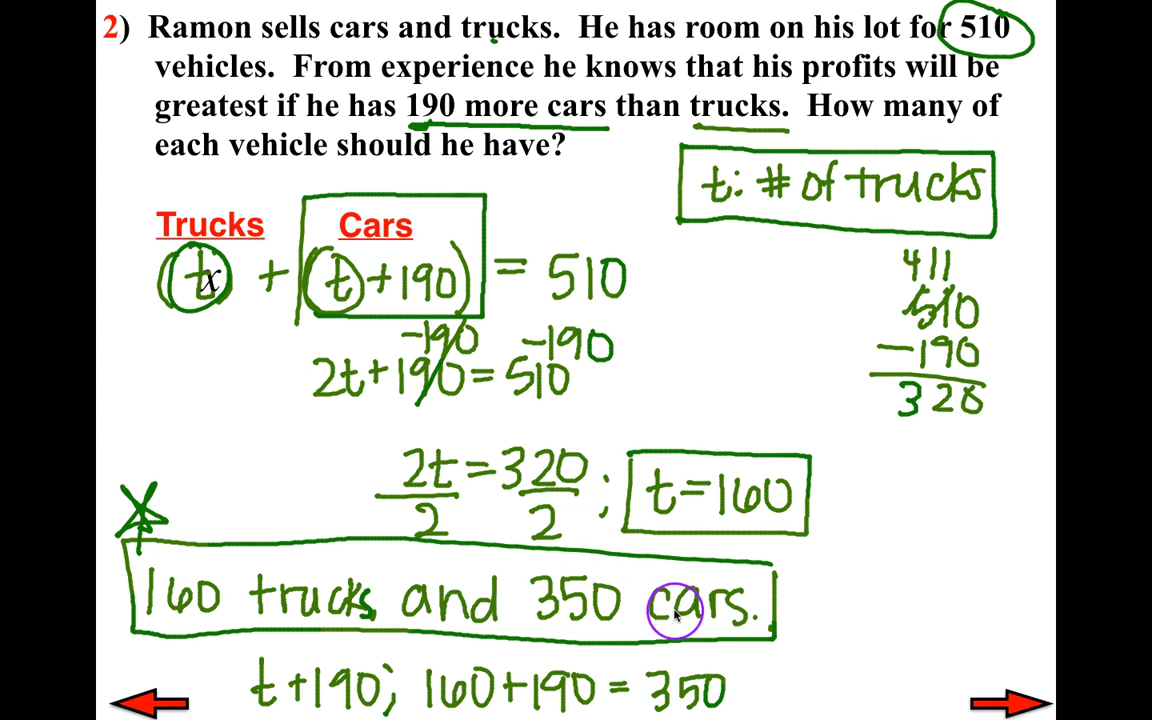 2) Ramon sells cars and trucks. He has room on his lot for 510
vehicles. From experience he knows that his profits will be
greatest if he has 190 more cars than trucks. How many of
each vehicle should he have?
t: # of trucks
Trucks Cars
(t) + (t+190) = 510
x
-190 -190
2t+190=510
411
510
-190
320
2t=320; t=160
2 2
160 trucks and 350 cars.
t+190; 160+190=350